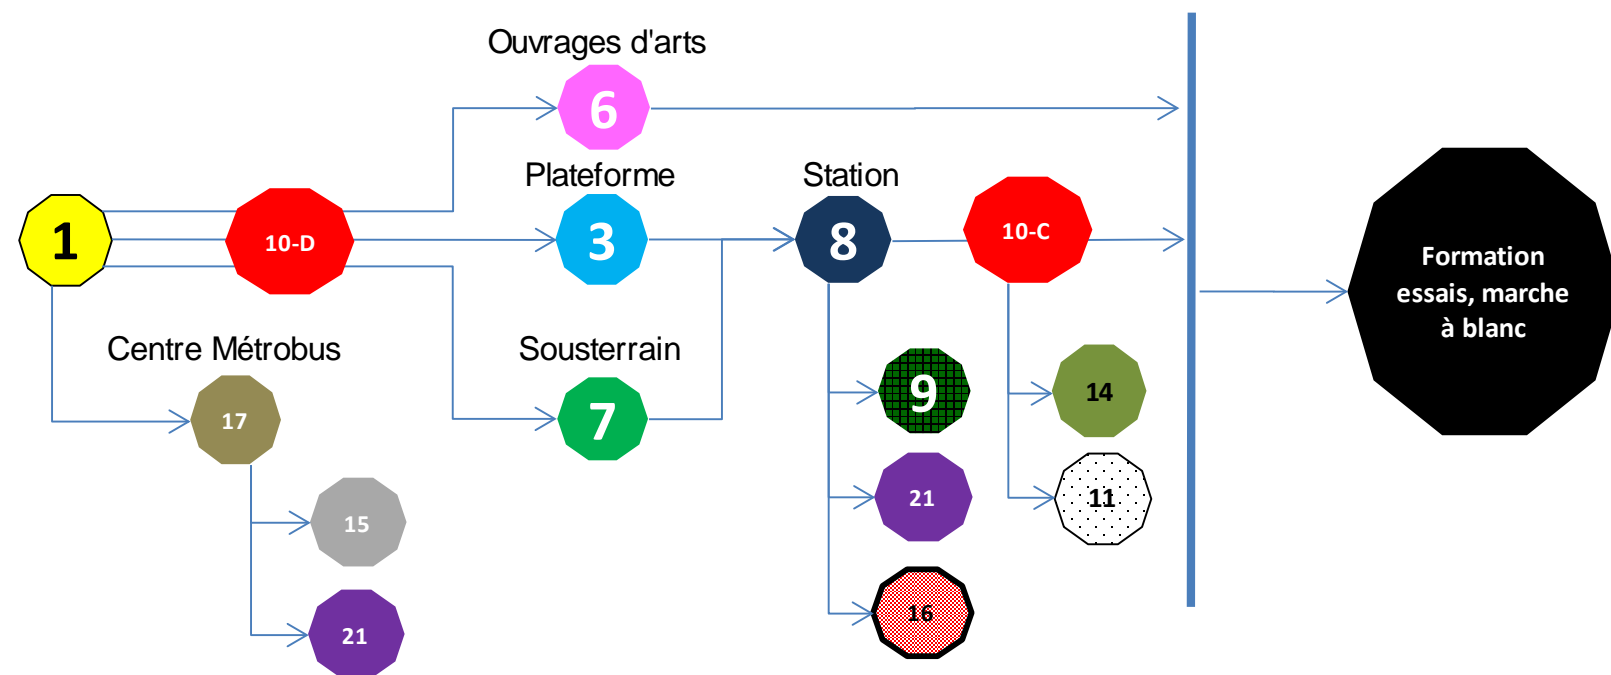 Ouvrages d'arts
6
Plateforme
Station
1
10-D
3
8
10-C
Formation
essais, marche
à blanc
Centre Métrobus
Sousterrain
17
7
9
14
15
21
11
21
16